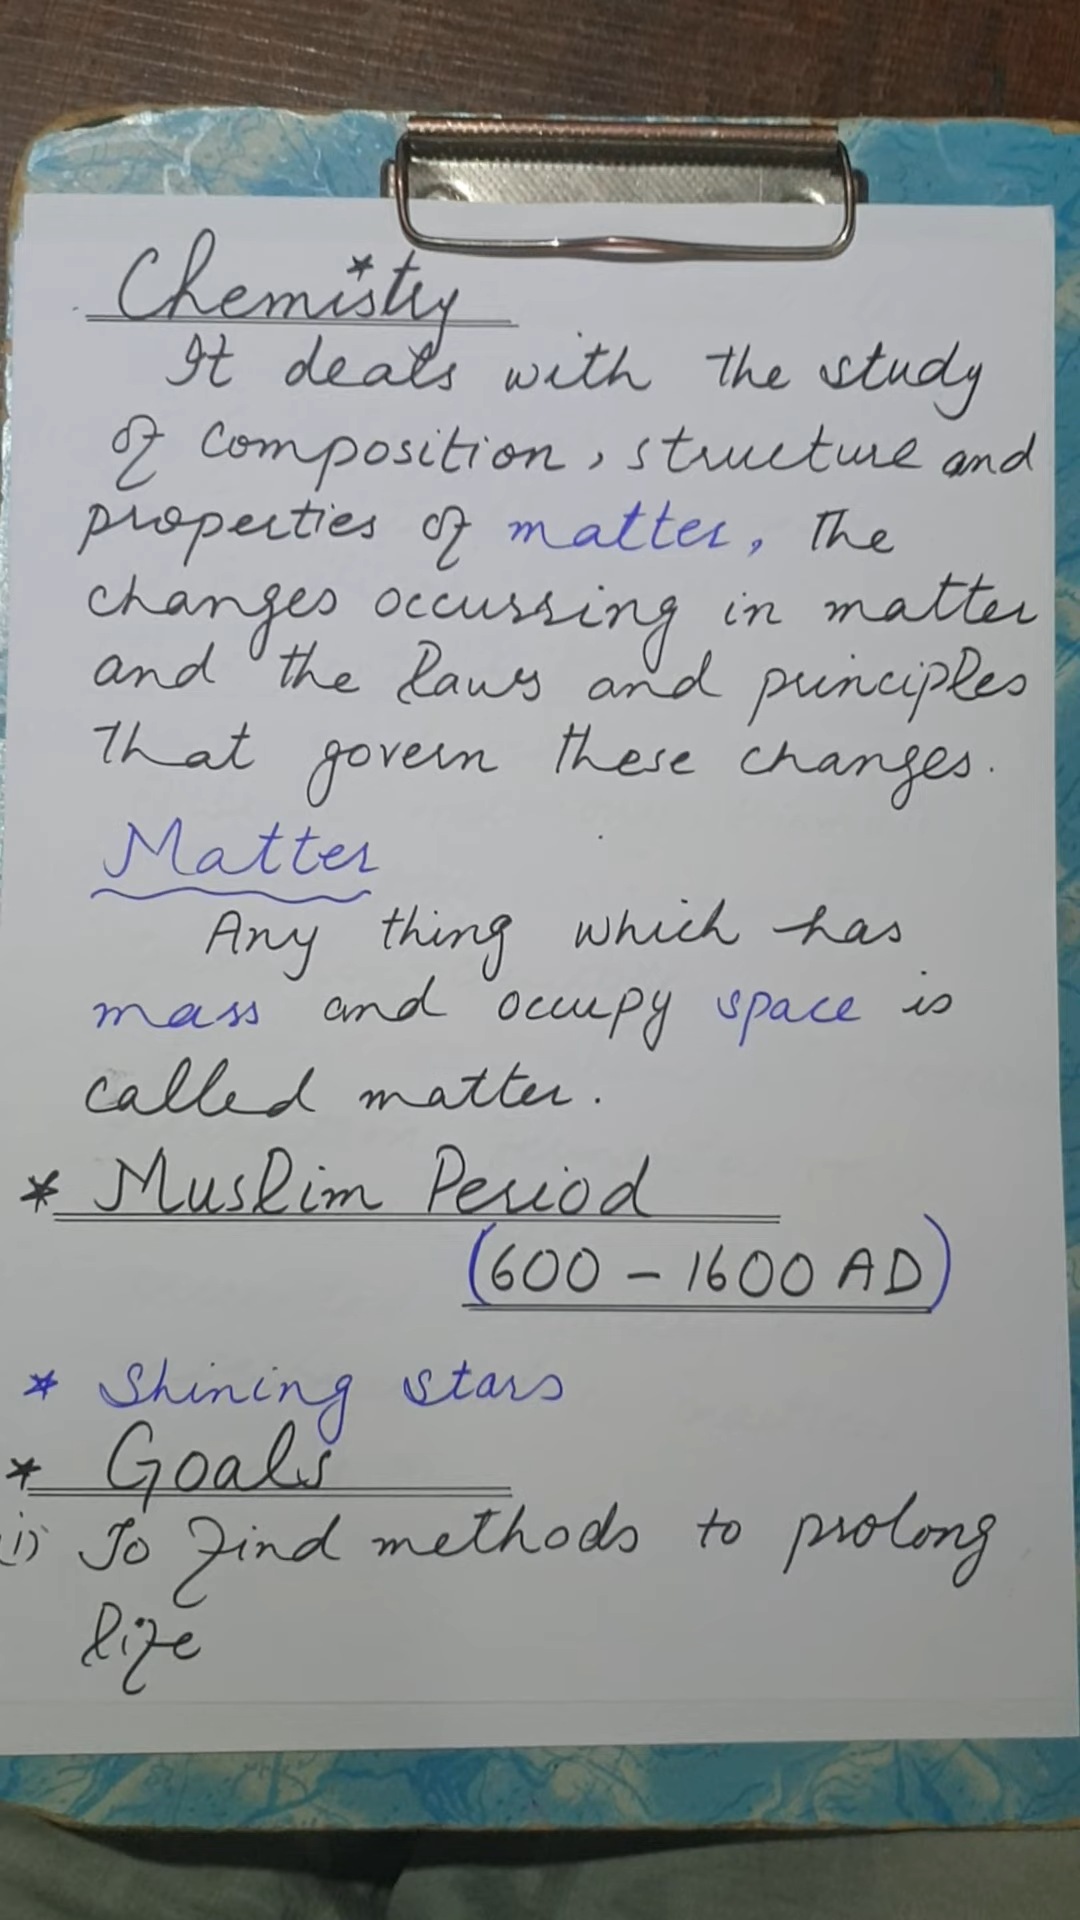 Chemistry
It deals with the study
of composition, structure and
properties of matter, the
changes occurring in matter
and the laws and principles
that govern these changes.
Matter
Any thing which has
mass and occupy space is
called matter.
* Muslim Period
(600 - 1600 AD)
* Shining stars
* Goals
(i) To find methods to prolong
life